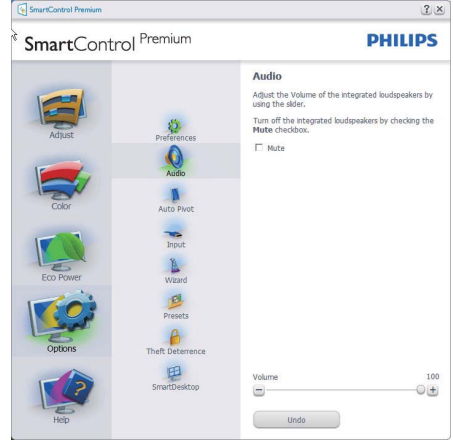 SmartControl Premium
SmartControl Premium
PHILIPS
Adjust
Color
Eco Power
Options
Help
Preferences
Audio
Auto Pivot
Input
Wizard
Presets
Theft Deterrence
SmartDesktop
Audio
Adjust the Volume of the integrated loudspeakers by
using the slider.
Turn off the integrated loudspeakers by checking the
Mute checkbox.
Mute
Volume 100
Undo